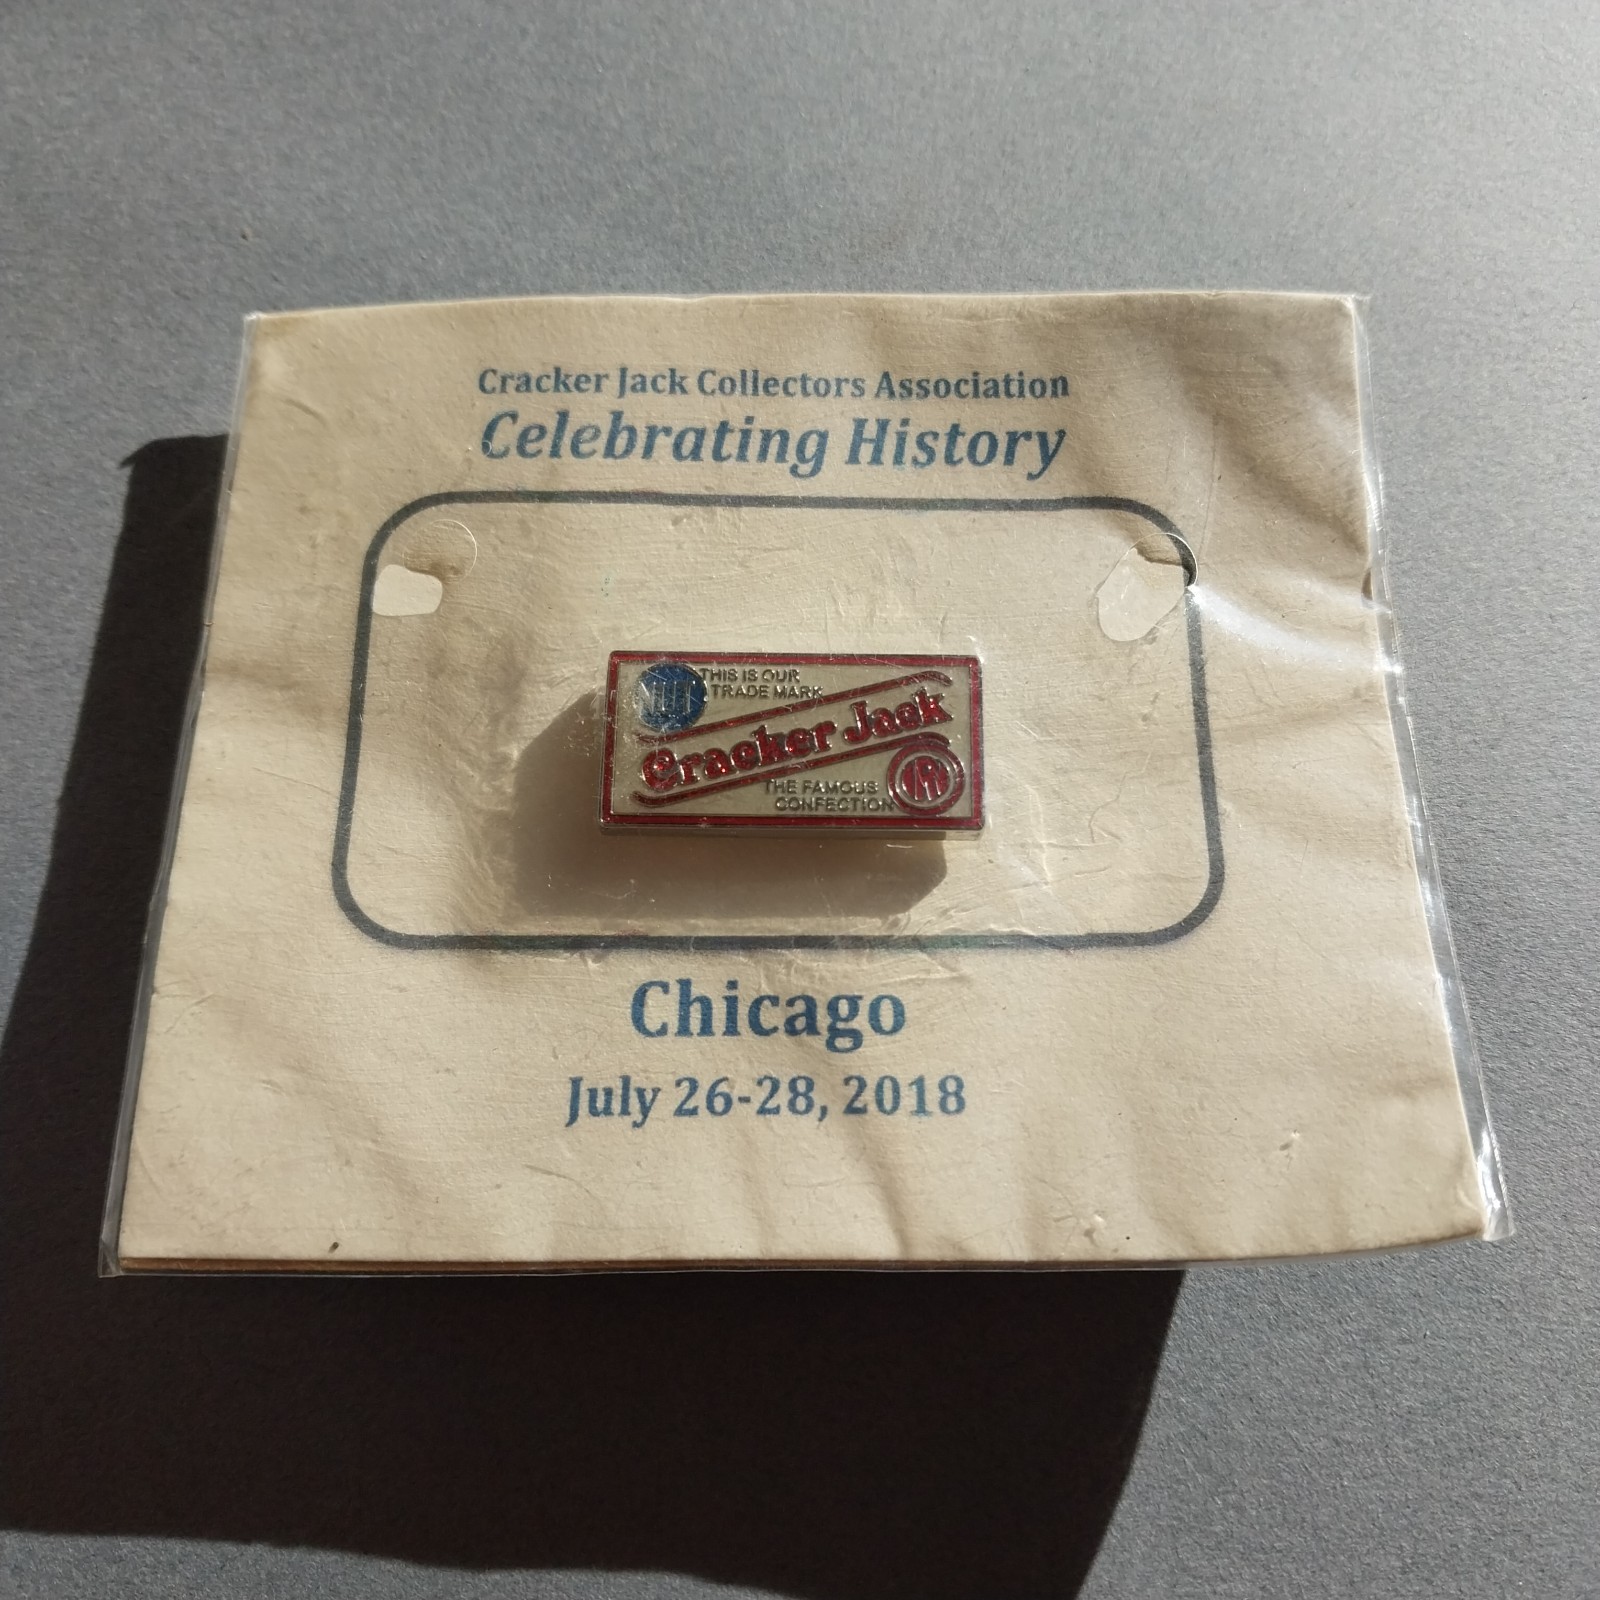 Cracker Jack Collectors Association
Celebrating History
THIS IS OUR
TRADE MARK
Cracker Jack
THE FAMOUS
CONFECTION
Chicago
July 26-28, 2018